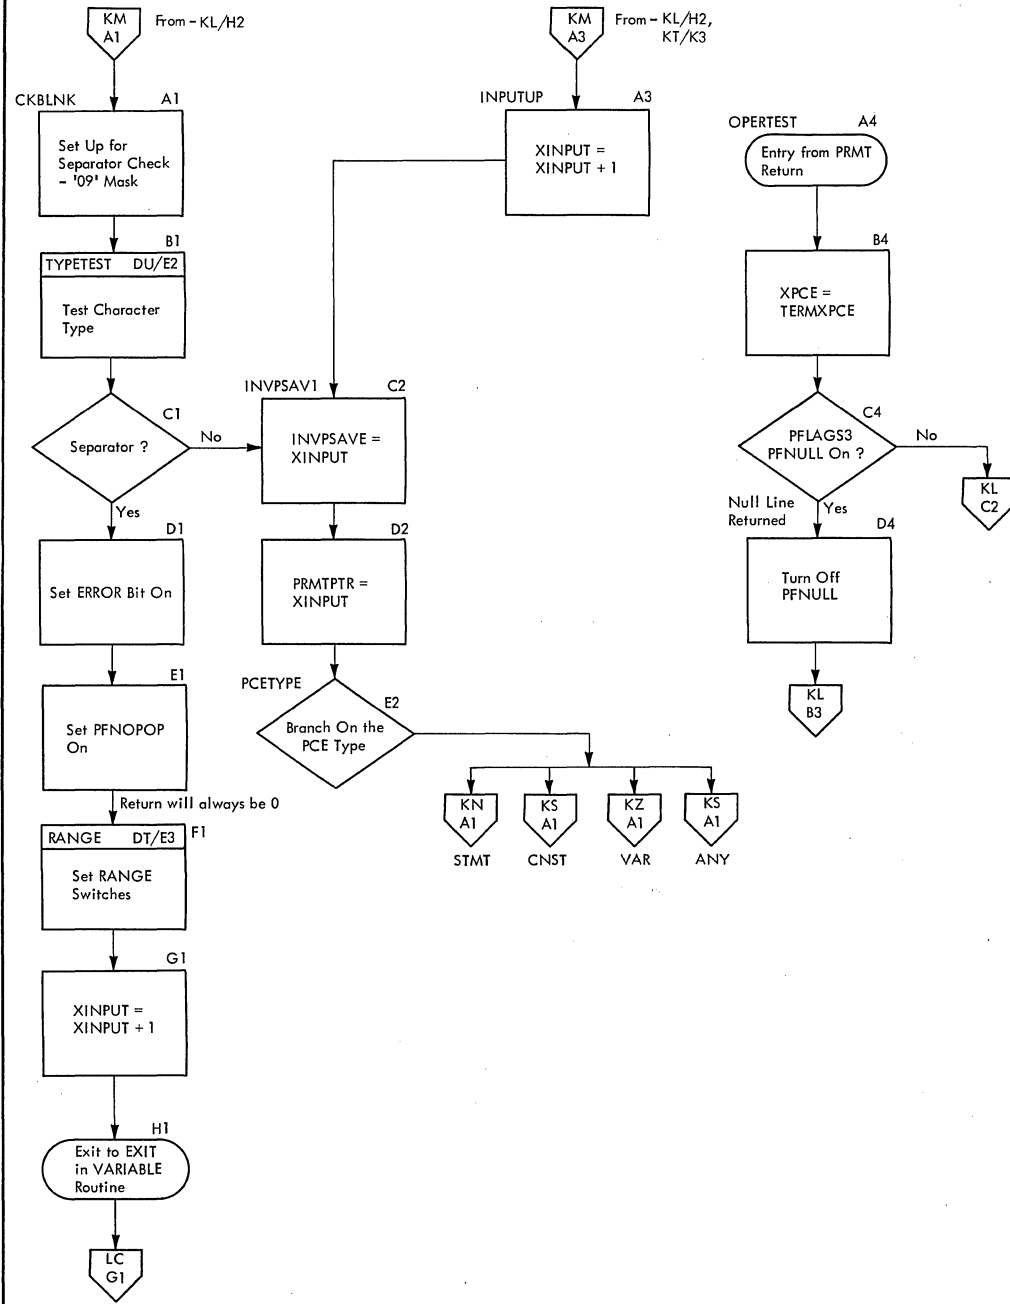 KM
A1
From - KL/H2
CKBLNK
A1
Set Up for
Separator Check
- '09' Mask
B1
TYPETEST DU/E2
Test Character
Type
C1
Separator ?
No
Yes
D1
Set ERROR Bit On
E1
Set PFNOPOP
On
Return will always be 0
RANGE DT/E3
F1
Set RANGE
Switches
G1
XINPUT =
XINPUT + 1
H1
Exit to EXIT
in VARIABLE
Routine
LC
G1
KM
A3
From - KL/H2,
KT/K3
INPUTUP
A3
XINPUT =
XINPUT + 1
INVPSAV1
C2
INVPSAVE =
XINPUT
D2
PRMTPTR =
XINPUT
PCETYPE
E2
Branch On the
PCE Type
KN
A1
STMT
KS
A1
CNST
KZ
A1
VAR
KS
A1
ANY
OPERTEST
A4
Entry from PRMT
Return
B4
XPCE =
TERMXPCE
C4
PFLAGS3
PFNULL On ?
No
KL
C2
Null Line
Returned
Yes
D4
Turn Off
PFNULL
KL
B3